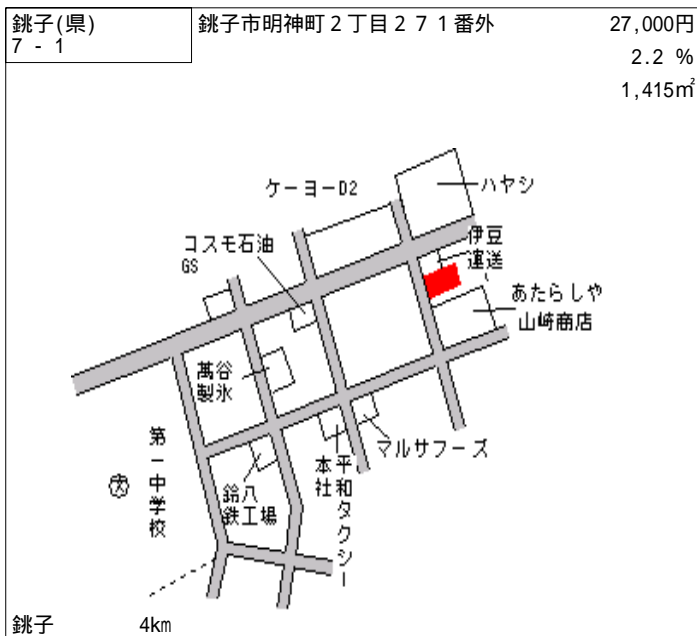 銚子(県)
7 - 1
銚子市明神町２丁目２７１番外
27,000円
2.2 %
1,415㎡
ケーヨーD2
ハヤシ
コスモ石油
GS
伊豆
運送
あたらしや
山崎商店
萬谷
製氷
マルサフーズ
第一中学校
文
鈴八
鉄工場
平和タクシー
本社
銚子
4km